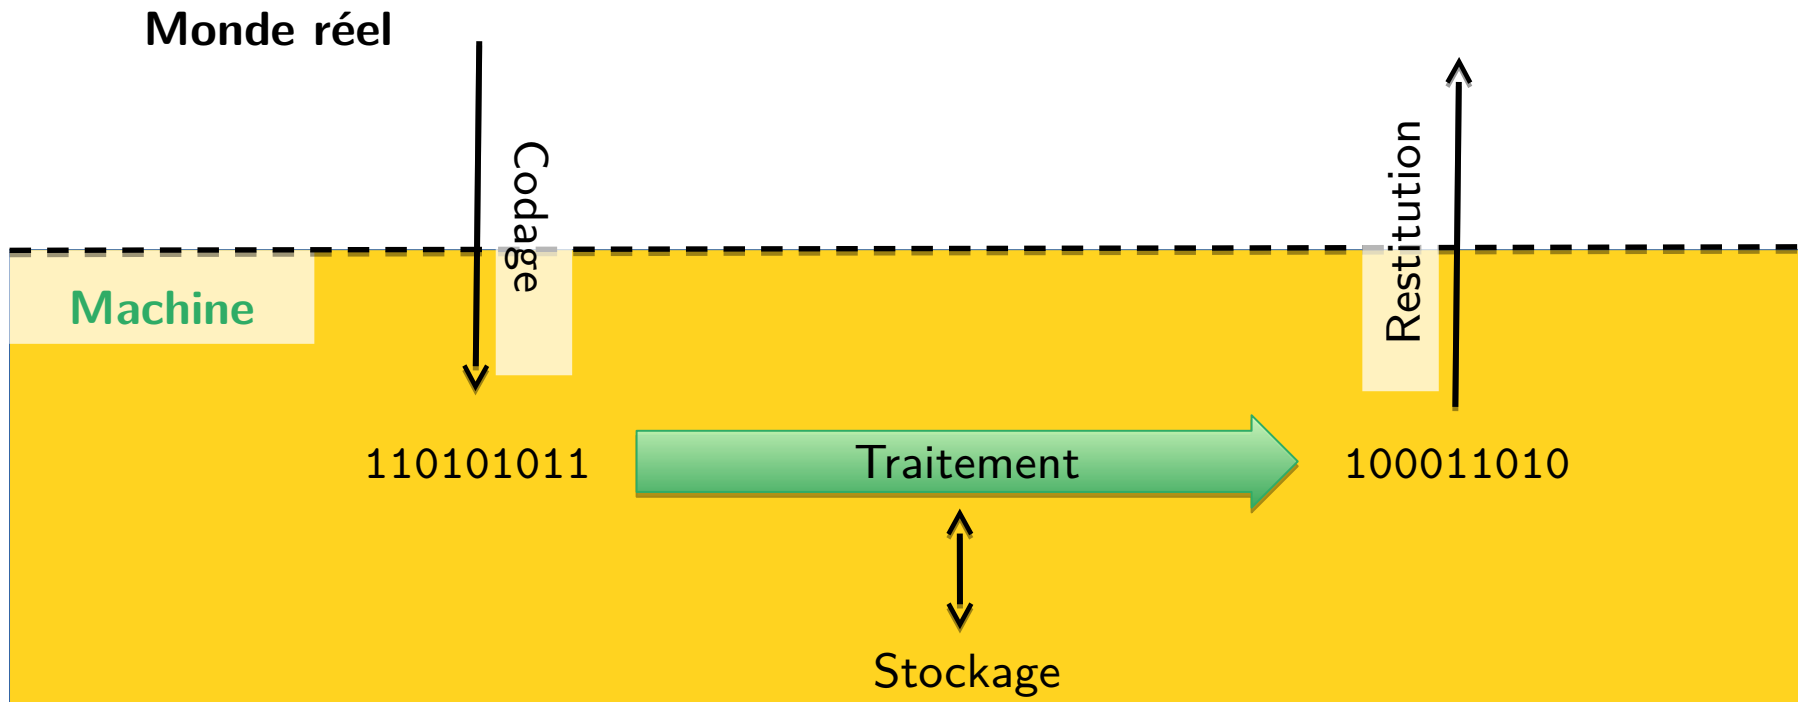 Monde réel
Codage
Restitution
Machine
110101011
Traitement
100011010
Stockage